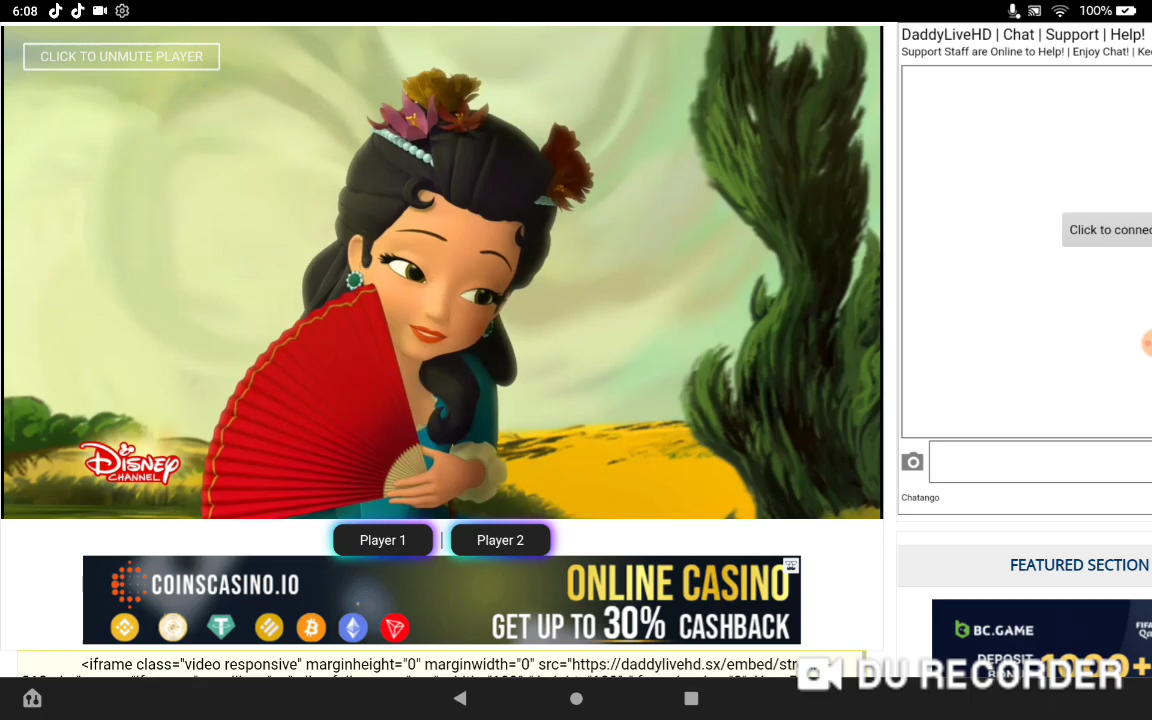 6:08
100%
CLICK TO UNMUTE PLAYER
DaddyLiveHD | Chat | Support | Help!
Support Staff are Online to Help! | Enjoy Chat! | Kee
Click to connec
DISNEY
CHANNEL
Chatango
Player 1 | Player 2
COINSCASINO.IO
ONLINE CASINO
GET UP TO 30% CASHBACK
FEATURED SECTION
BC.GAME
DEPOSIT
1000+
<iframe class="video responsive" marginheight="0" marginwidth="0" src="https://daddylivehd.sx/embed/str
DU RECORDER